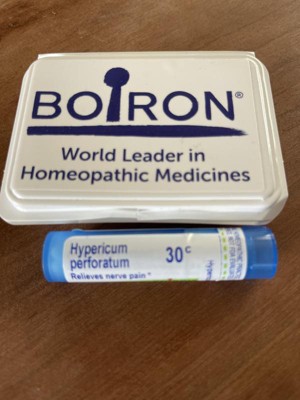 BOIRON®
World Leader in
Homeopathic Medicines
Hypericum
perforatum 30c
Relieves nerve pain*